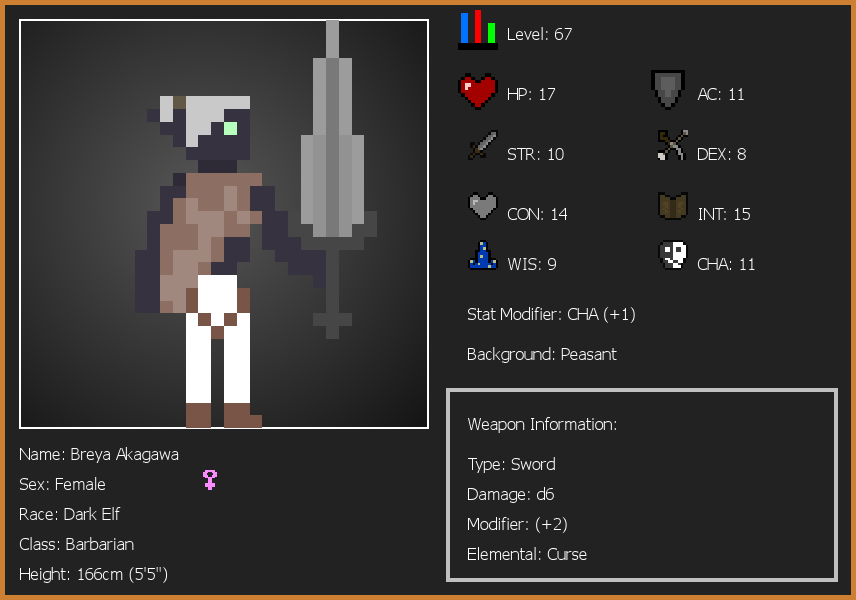 Level: 67
HP: 17
AC: 11
STR: 10
DEX: 8
CON: 14
INT: 15
WIS: 9
CHA: 11
Stat Modifier: CHA (+1)
Background: Peasant
Weapon Information:
Type: Sword
Damage: d6
Modifier: (+2)
Elemental: Curse
Name: Breya Akagawa
Sex: Female
Race: Dark Elf
Class: Barbarian
Height: 166cm (5'5")